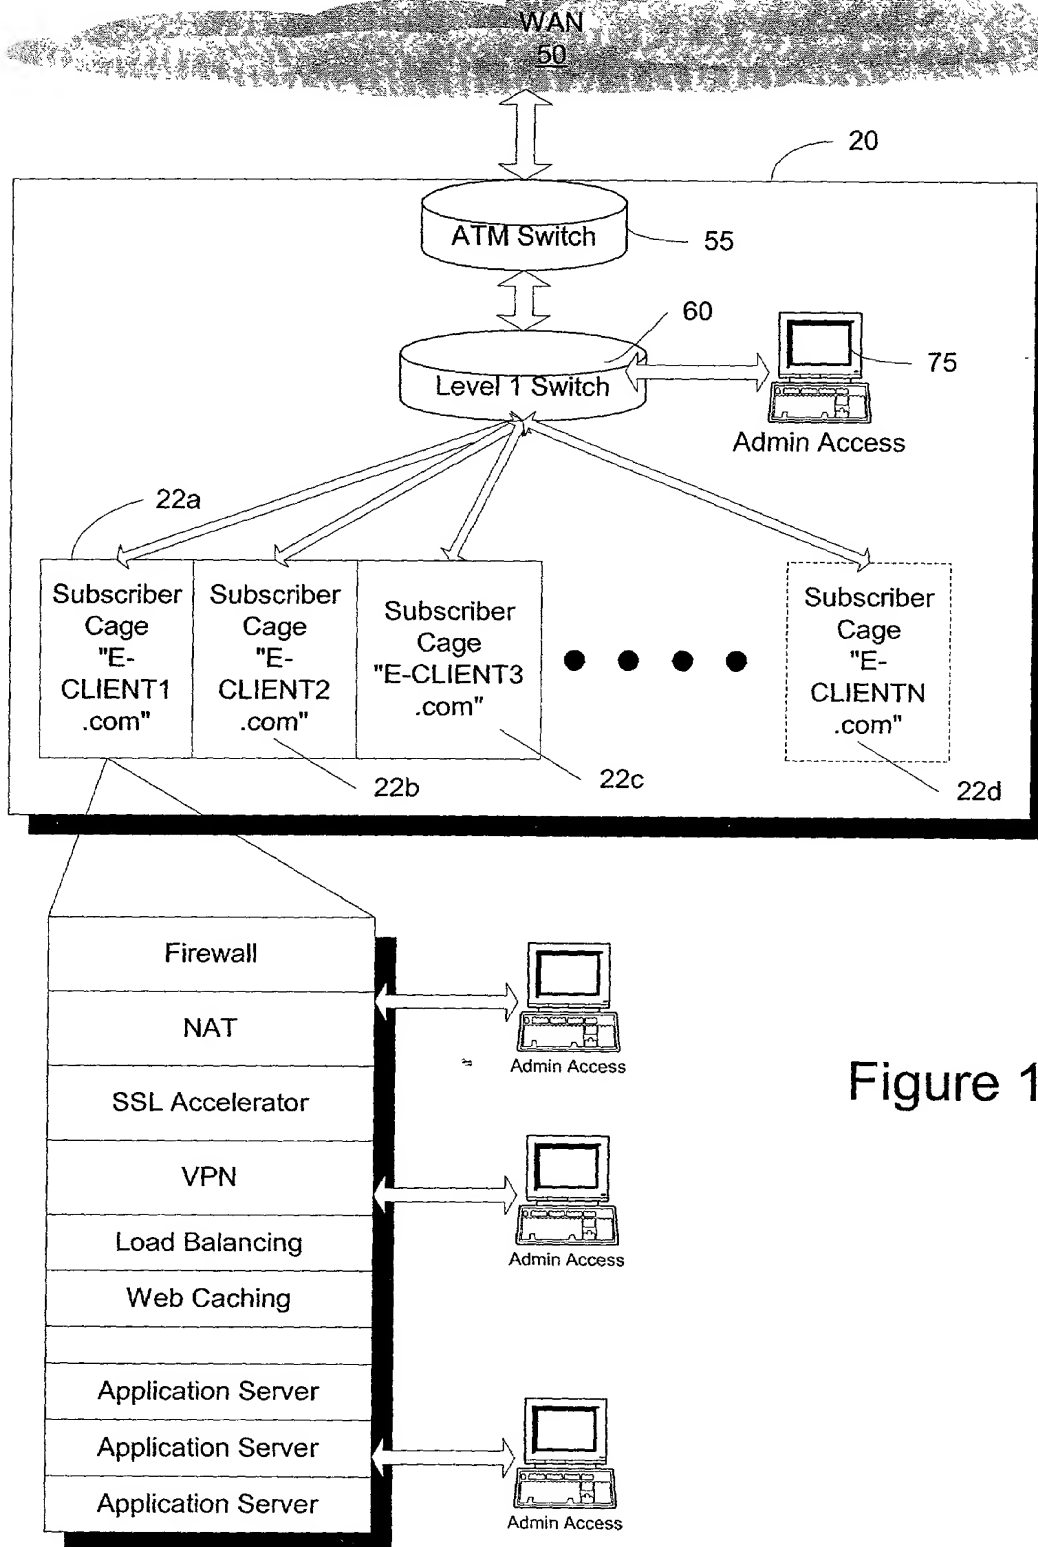 WAN
50
20
ATM Switch
55
60
75
Level 1 Switch
Admin Access
22a
Subscriber
Cage
"E-
CLIENT1
.com"
Subscriber
Cage
"E-
CLIENT2
.com"
Subscriber
Cage
"E-CLIENT3
.com"
Subscriber
Cage
"E-
CLIENTN
.com"
22b
22c
22d
Firewall
NAT
SSL Accelerator
VPN
Load Balancing
Web Caching
Application Server
Application Server
Application Server
Admin Access
Admin Access
Admin Access
Figure 1